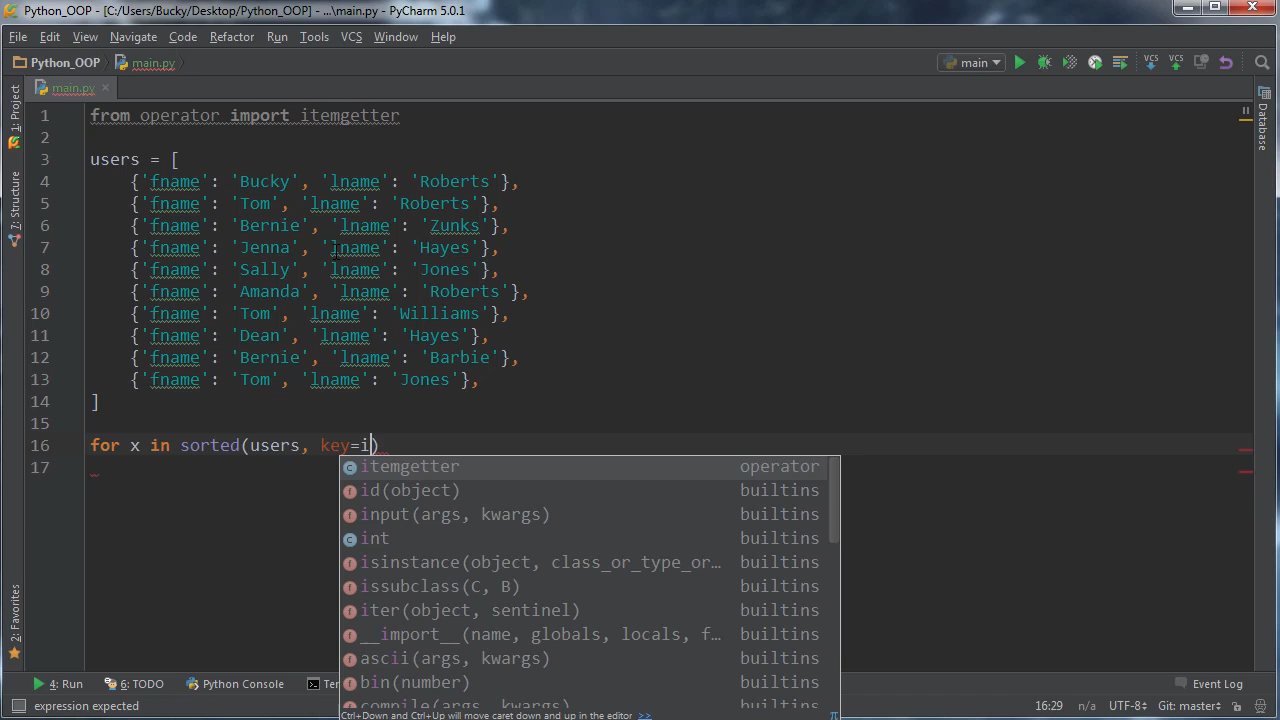 Python_OOP - [C:/Users/Bucky/Desktop/Python_OOP] - ...\main.py - PyCharm 5.0.1
File Edit View Navigate Code Refactor Run Tools VCS Window Help
Python_OOP main.py main VCS VCS
main.py
1: Project
7: Structure
2: Favorites
Database
1 from operator import itemgetter
2
3 users = [
4 {'fname': 'Bucky', 'lname': 'Roberts'},
5 {'fname': 'Tom', 'lname': 'Roberts'},
6 {'fname': 'Bernie', 'lname': 'Zunks'},
7 {'fname': 'Jenna', 'lname': 'Hayes'},
8 {'fname': 'Sally', 'lname': 'Jones'},
9 {'fname': 'Amanda', 'lname': 'Roberts'},
10 {'fname': 'Tom', 'lname': 'Williams'},
11 {'fname': 'Dean', 'lname': 'Hayes'},
12 {'fname': 'Bernie', 'lname': 'Barbie'},
13 {'fname': 'Tom', 'lname': 'Jones'},
14 ]
15
16 for x in sorted(users, key=i)
17
itemgetter operator
id(object) builtins
input(args, kwargs) builtins
int builtins
isinstance(object, class_or_type_or… builtins
issubclass(C, B) builtins
iter(object, sentinel) builtins
__import__(name, globals, locals, f… builtins
ascii(args, kwargs) builtins
bin(number) builtins
compile(args, kwargs) builtins
Ctrl+Down and Ctrl+Up will move caret down and up in the editor >> π
4: Run 6: TODO Python Console Ter Event Log
expression expected 16:29 n/a UTF-8 Git: master